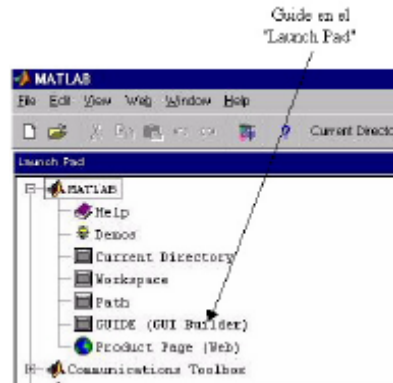 Guide en el
"Launch Pad"
MATLAB
File Edit View Web Window Help
? Current Directo
Launch Pad
MATLAB
Help
Demos
Current Directory
Workspace
Path
GUIDE (GUI Builder)
Product Page (Web)
Communications Toolbox